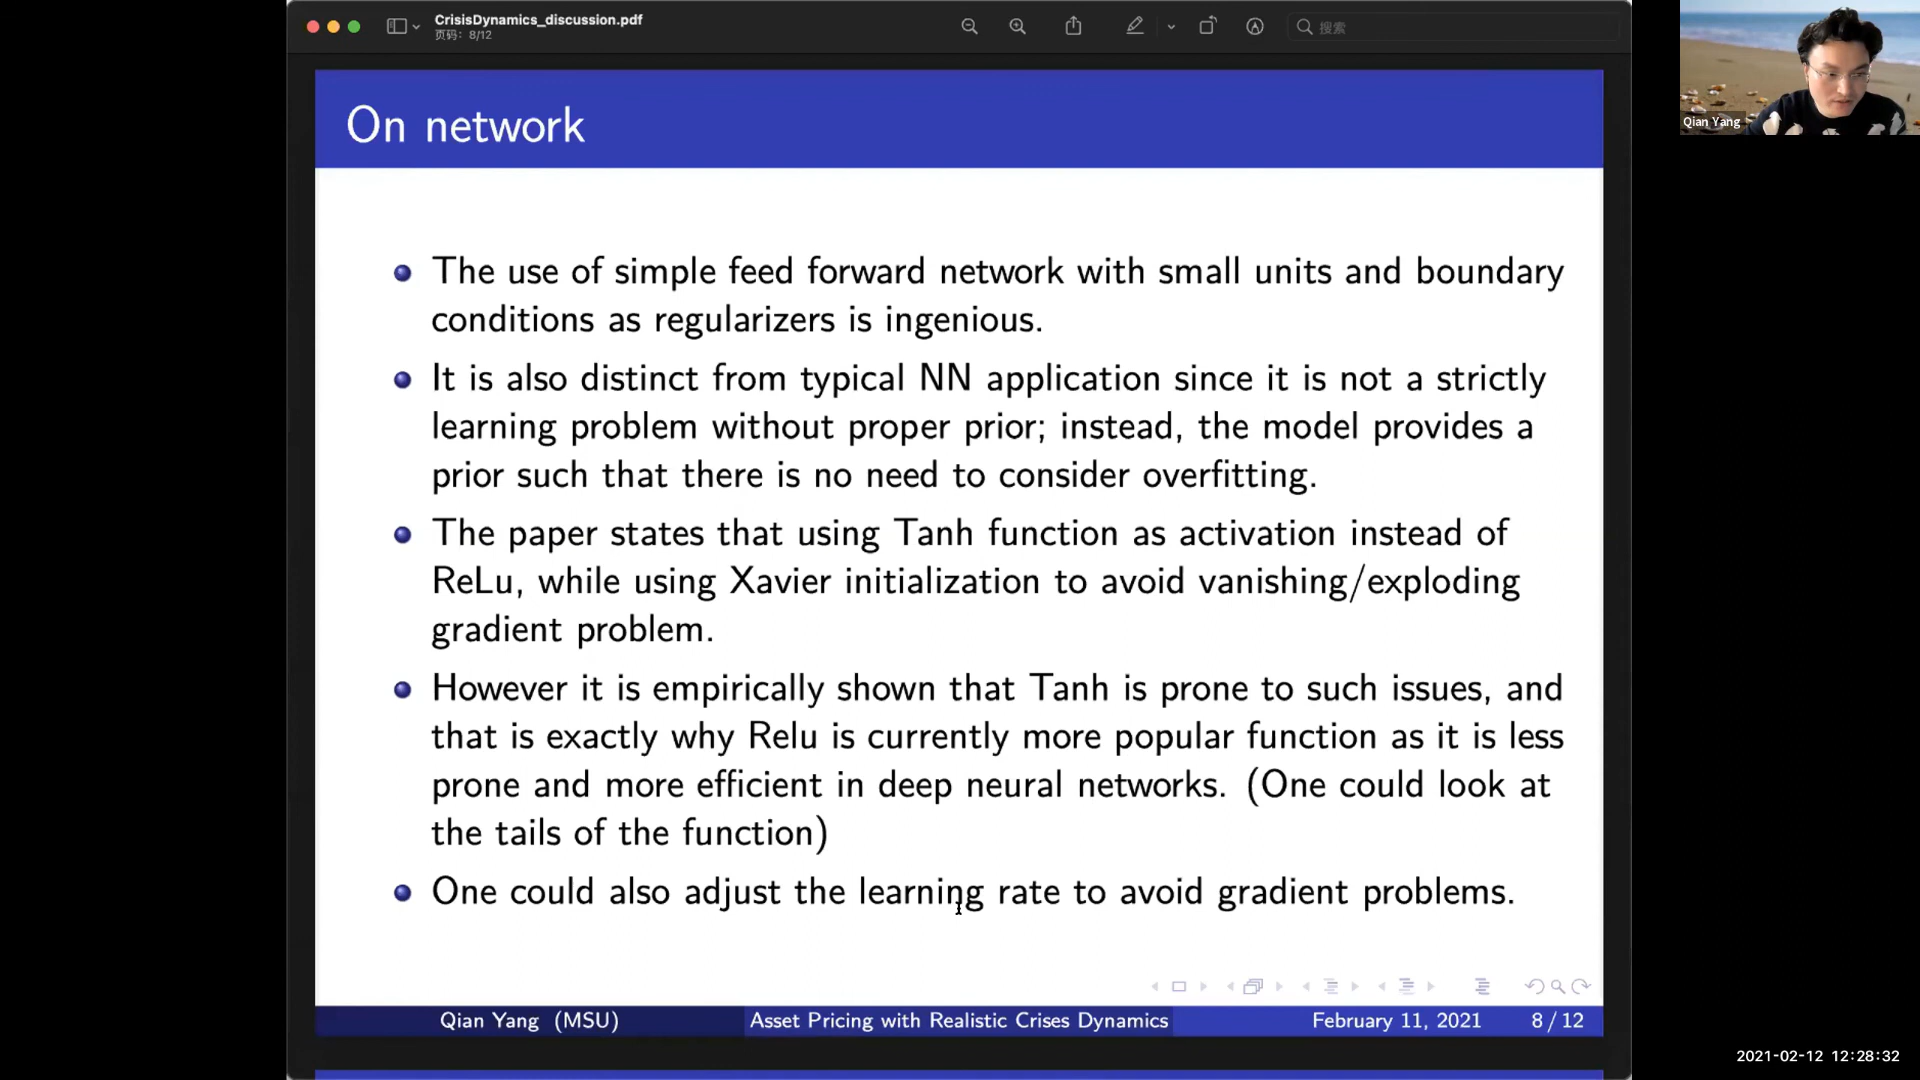 CrisisDynamics_discussion.pdf
页码：8/12
搜索
On network
The use of simple feed forward network with small units and boundary
conditions as regularizers is ingenious.
It is also distinct from typical NN application since it is not a strictly
learning problem without proper prior; instead, the model provides a
prior such that there is no need to consider overfitting.
The paper states that using Tanh function as activation instead of
ReLu, while using Xavier initialization to avoid vanishing/exploding
gradient problem.
However it is empirically shown that Tanh is prone to such issues, and
that is exactly why Relu is currently more popular function as it is less
prone and more efficient in deep neural networks. (One could look at
the tails of the function)
One could also adjust the learning rate to avoid gradient problems.
Qian Yang (MSU)
Asset Pricing with Realistic Crises Dynamics
February 11, 2021
8 / 12
Qian Yang
2021-02-12 12:28:32